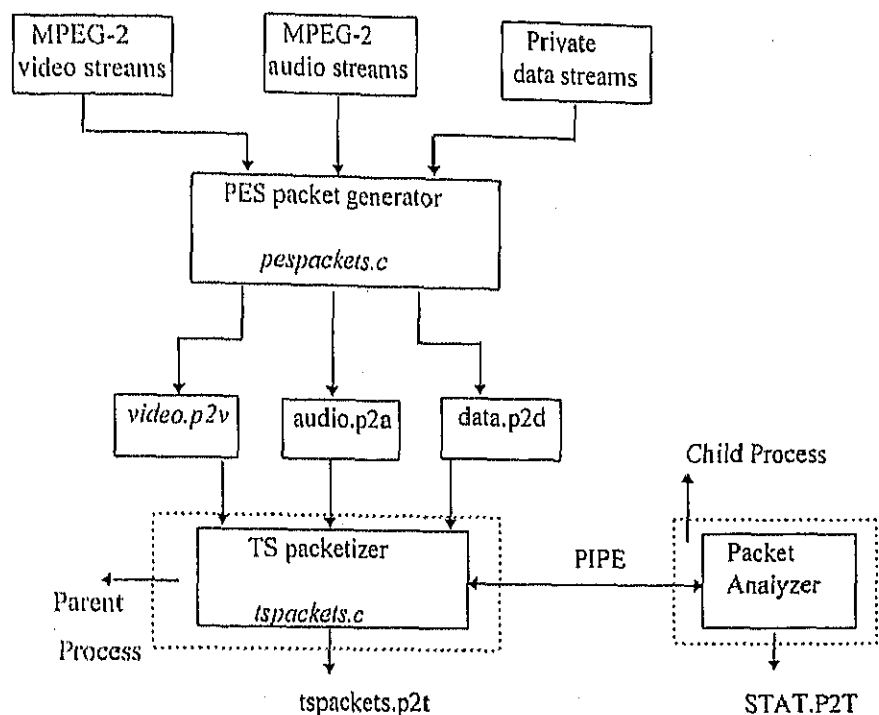 MPEG-2
video streams
MPEG-2
audio streams
Private
data streams
PES packet generator
pespackets.c
video.p2v
audio.p2a
data.p2d
Child Process
TS packetizer
tspackets.c
PIPE
Packet
Analyzer
Parent
Process
tspackets.p2t
STAT.P2T